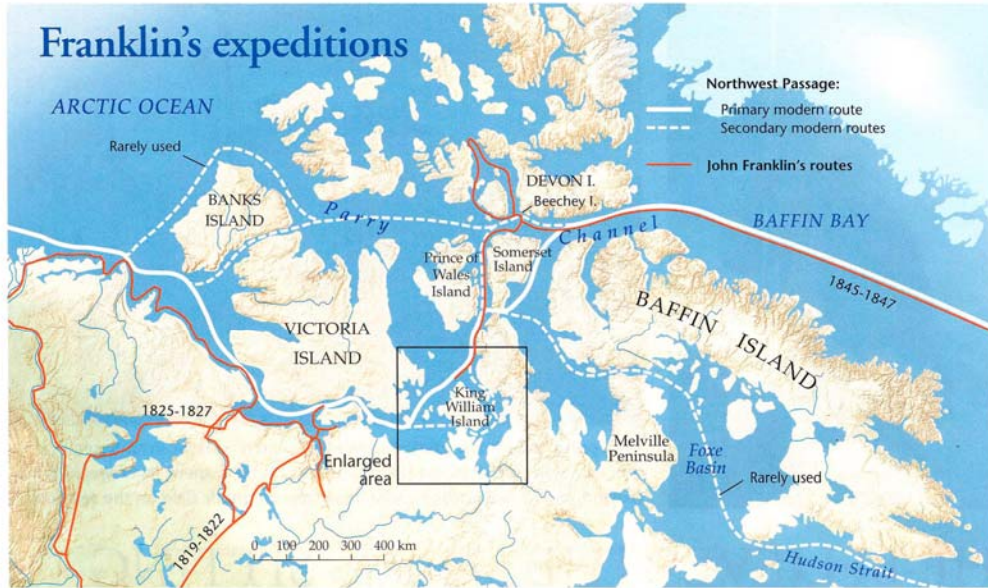 Franklin's expeditions
ARCTIC OCEAN
Northwest Passage:
Primary modern route
Secondary modern routes
Rarely used
John Franklin's routes
DEVON I.
Beechey I.
BANKS
ISLAND
Parry
Channel
BAFFIN BAY
Prince of
Wales
Island
Somerset
Island
1845-1847
BAFFIN ISLAND
VICTORIA
ISLAND
King
William
Island
1825-1827
Melville
Peninsula
Foxe
Basin
Enlarged
area
Rarely used
1819-1822
0 100 200 300 400 km
Hudson Strait